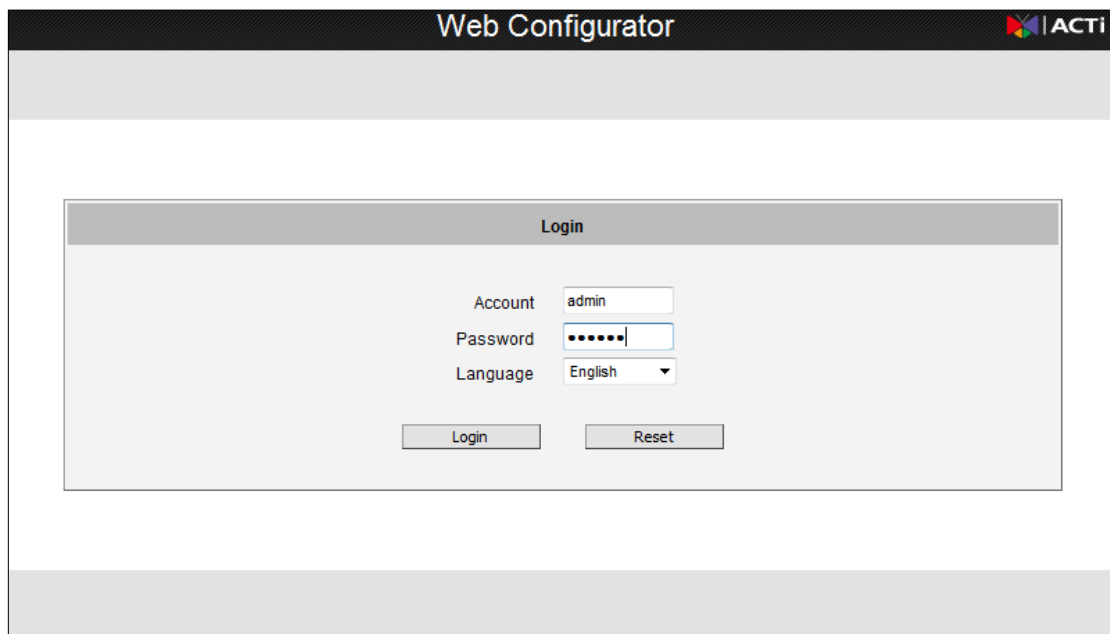 Web Configurator
ACTi
Login
Account admin
Password ••••••
Language English
Login Reset